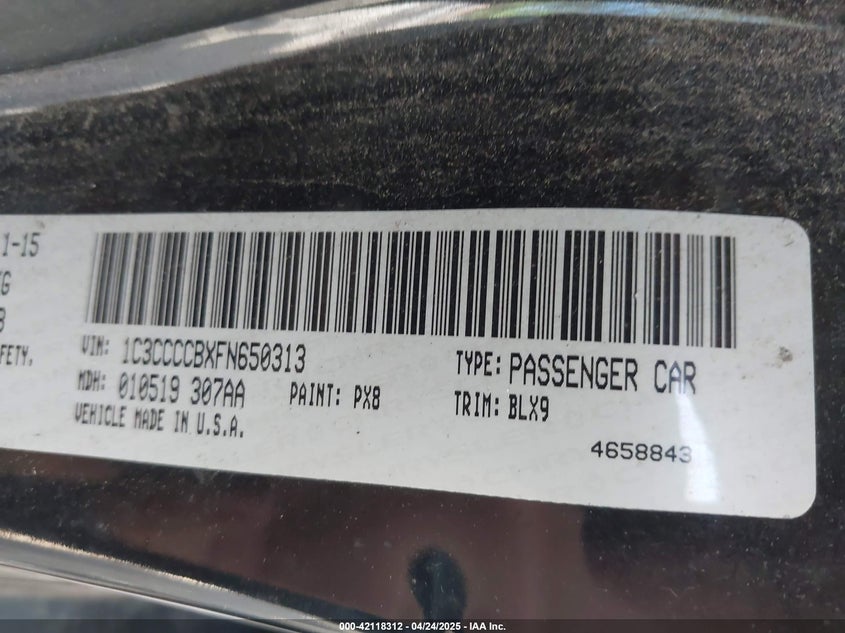 1-15
G
FETY,
VIN: 1C3CCCCBXFN650313
TYPE: PASSENGER CAR
MDH: 010519 307AA PAINT: PX8 TRIM: BLX9
VEHICLE MADE IN U.S.A.
4658843
000-42118312 - 04/24/2025 - IAA Inc.